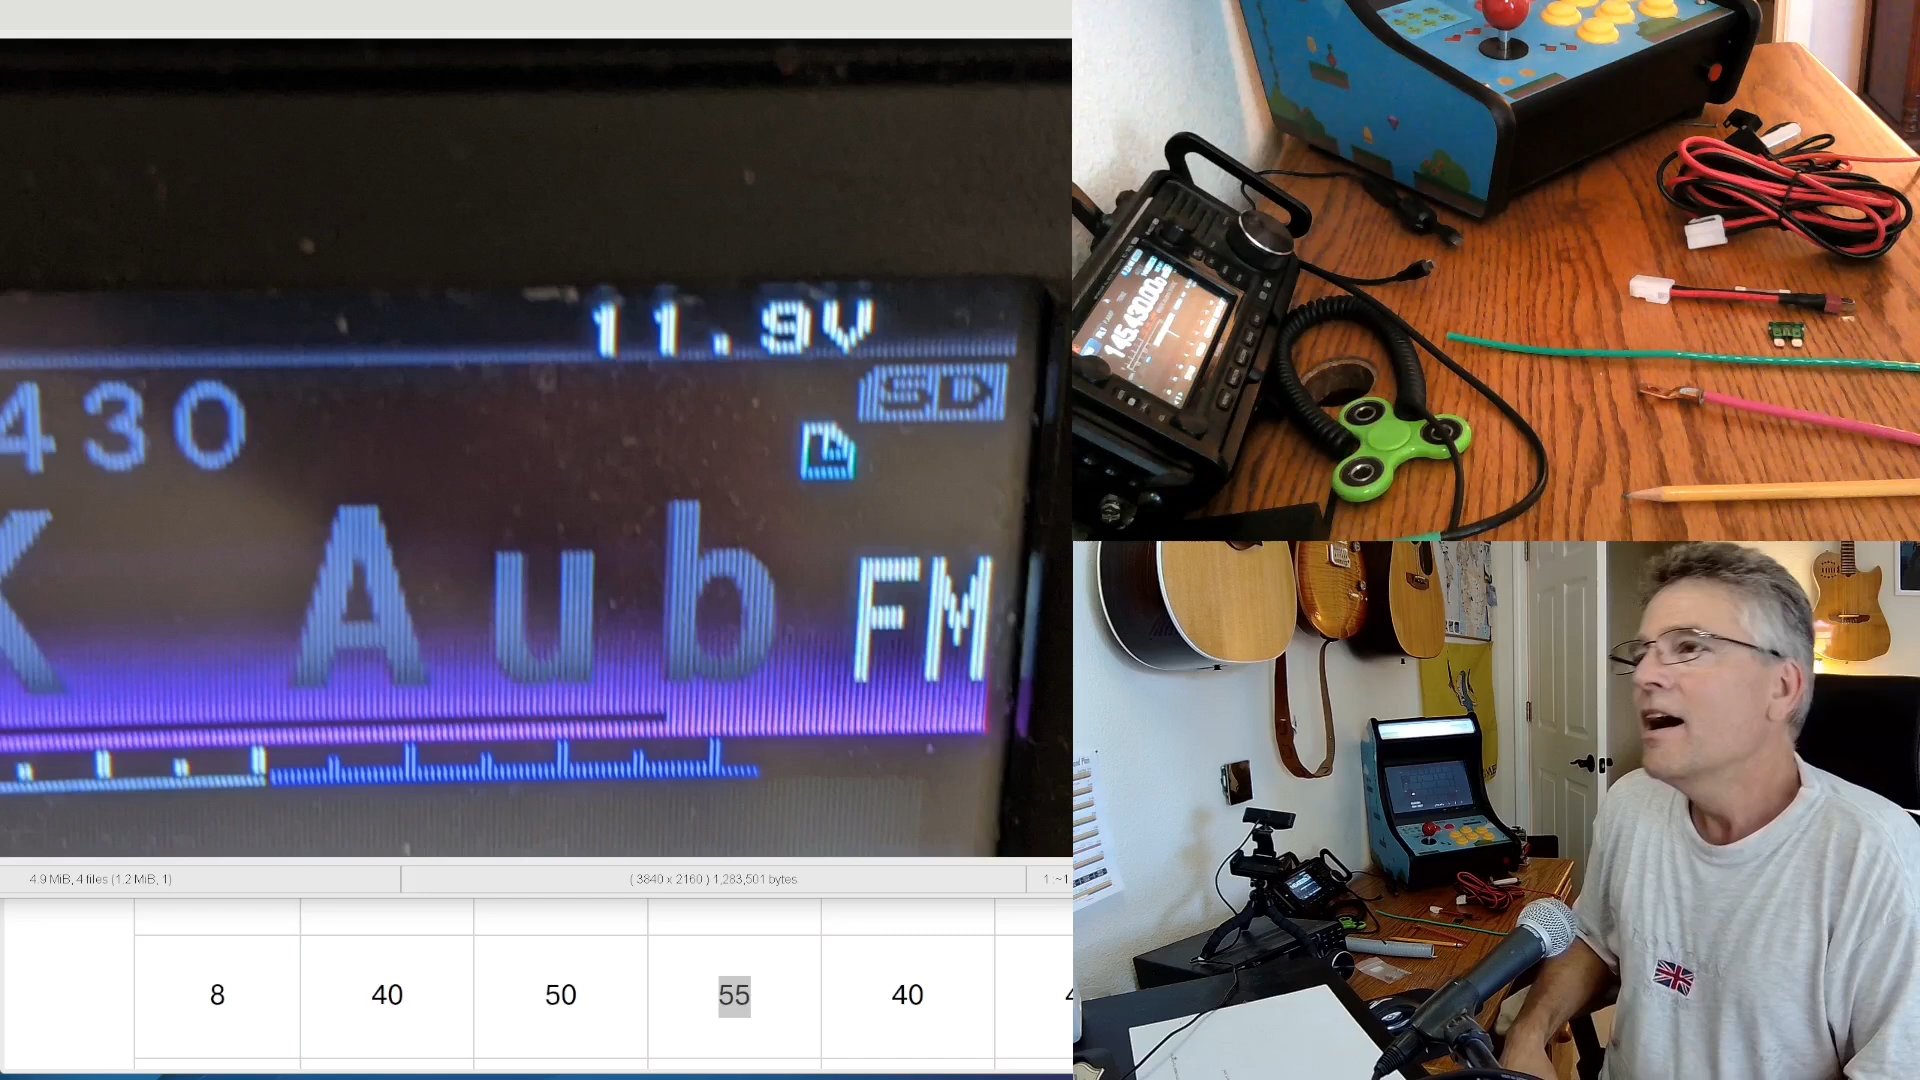 11.9V
430
SD
K Aub
FM
4.9 MiB, 4 files (1.2 MiB, 1)
( 3840 x 2160 ) 1,283,501 bytes
1:~1
8
40
50
55
40
145.430.00